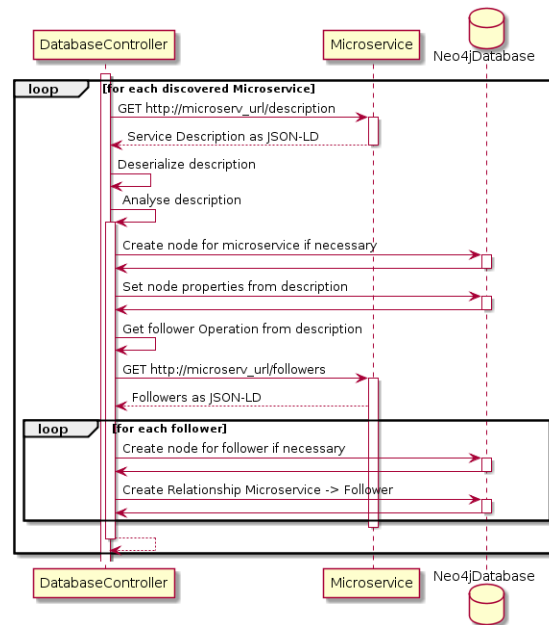 DatabaseController
Microservice
Neo4jDatabase
loop
[for each discovered Microservice]
GET http://microserv_url/description
Service Description as JSON-LD
Deserialize description
Analyse description
Create node for microservice if necessary
Set node properties from description
Get follower Operation from description
GET http://microserv_url/followers
Followers as JSON-LD
loop
[for each follower]
Create node for follower if necessary
Create Relationship Microservice -> Follower
DatabaseController
Microservice
Neo4jDatabase